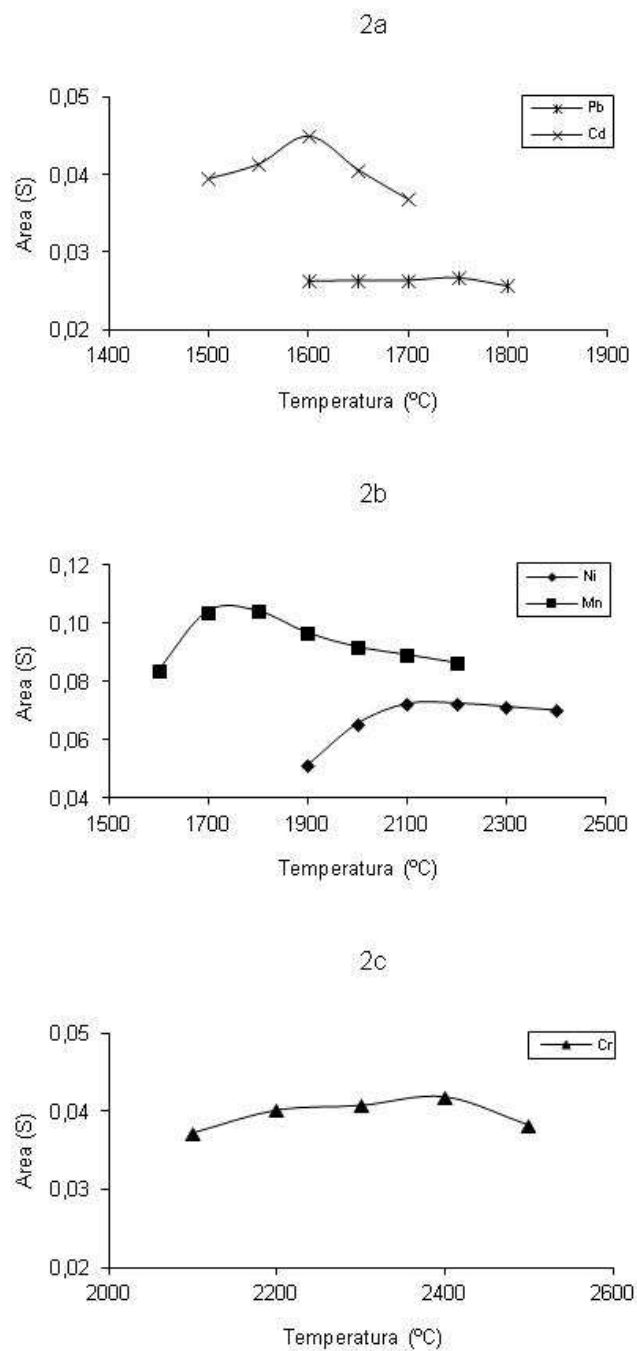 2a
0,05
0,04
0,03
0,02
Area (S)
Pb
Cd
1400 1500 1600 1700 1800 1900
Temperatura (ºC)
2b
0,12
0,10
0,08
0,06
0,04
Area (S)
Ni
Mn
1500 1700 1900 2100 2300 2500
Temperatura (ºC)
2c
0,05
0,04
0,03
0,02
Area (S)
Cr
2000 2200 2400 2600
Temperatura (ºC)